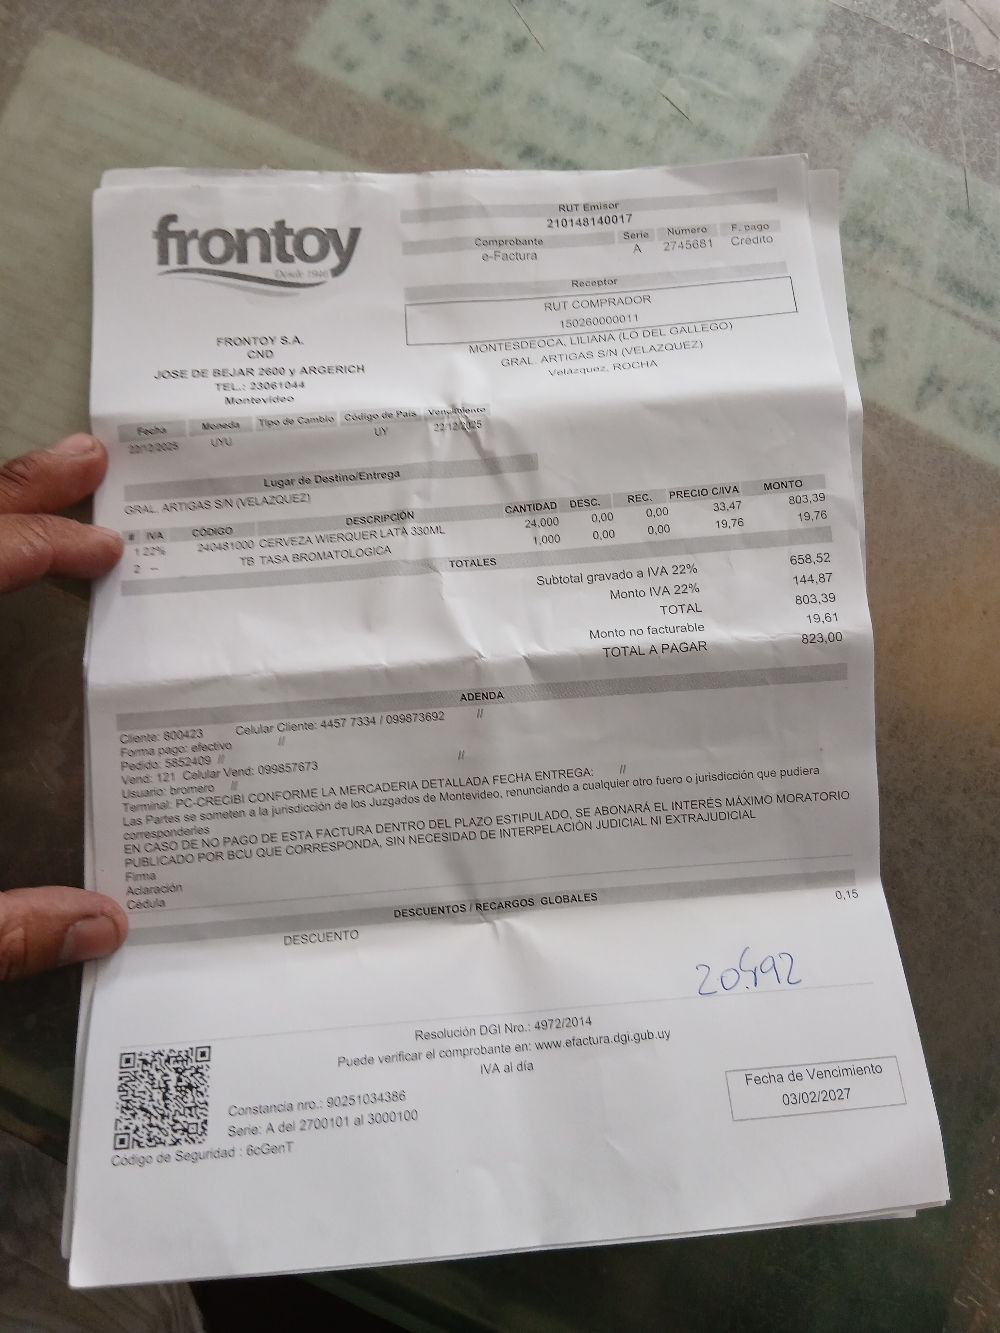 frontoy
Desde 1946
RUT Emisor
210148140017
Comprobante Serie Número F. pago
e-Factura A 2745681 Crédito
Receptor
RUT COMPRADOR
150260000011
MONTESDEOCA, LILIANA (LO DEL GALLEGO)
GRAL. ARTIGAS S/N (VELAZQUEZ)
Velázquez, ROCHA
FRONTOY S.A.
CND
JOSE DE BEJAR 2600 y ARGERICH
TEL.: 23061044
Montevideo
Fecha Moneda Tipo de Cambio Código de País Vencimiento
22/12/2025 UYU UY 22/12/2025
Lugar de Destino/Entrega
GRAL. ARTIGAS S/N (VELAZQUEZ)
# IVA CÓDIGO DESCRIPCIÓN CANTIDAD DESC. REC. PRECIO C/IVA MONTO
1 22% 240481000 CERVEZA WIERQUER LATA 330ML 24,000 0,00 0,00 33,47 803,39
2 -- TB TASA BROMATOLOGICA 1,000 0,00 0,00 19,76 19,76
TOTALES
Subtotal gravado a IVA 22% 658,52
Monto IVA 22% 144,87
TOTAL 803,39
Monto no facturable 19,61
TOTAL A PAGAR 823,00
ADENDA
Cliente: 800423 Celular Cliente: 4457 7334 / 099873692 //
Forma pago: efectivo //
Pedido: 5852409 //
Vend: 121 Celular Vend: 099857673 //
Usuario: bromero //
Terminal: PC-CRECIBI CONFORME LA MERCADERIA DETALLADA FECHA ENTREGA: //
Las Partes se someten a la jurisdicción de los Juzgados de Montevideo, renunciando a cualquier otro fuero o jurisdicción que pudiera
corresponderles
EN CASO DE NO PAGO DE ESTA FACTURA DENTRO DEL PLAZO ESTIPULADO, SE ABONARÁ EL INTERÉS MÁXIMO MORATORIO
PUBLICADO POR BCU QUE CORRESPONDA, SIN NECESIDAD DE INTERPELACIÓN JUDICIAL NI EXTRAJUDICIAL
Firma
Aclaración
Cédula
DESCUENTOS / RECARGOS GLOBALES
DESCUENTO 0,15
20.492
Resolución DGI Nro.: 4972/2014
Puede verificar el comprobante en: www.efactura.dgi.gub.uy
IVA al día
Constancia nro.: 90251034386
Serie: A del 2700101 al 3000100
Código de Seguridad : 6cGenT
Fecha de Vencimiento
03/02/2027